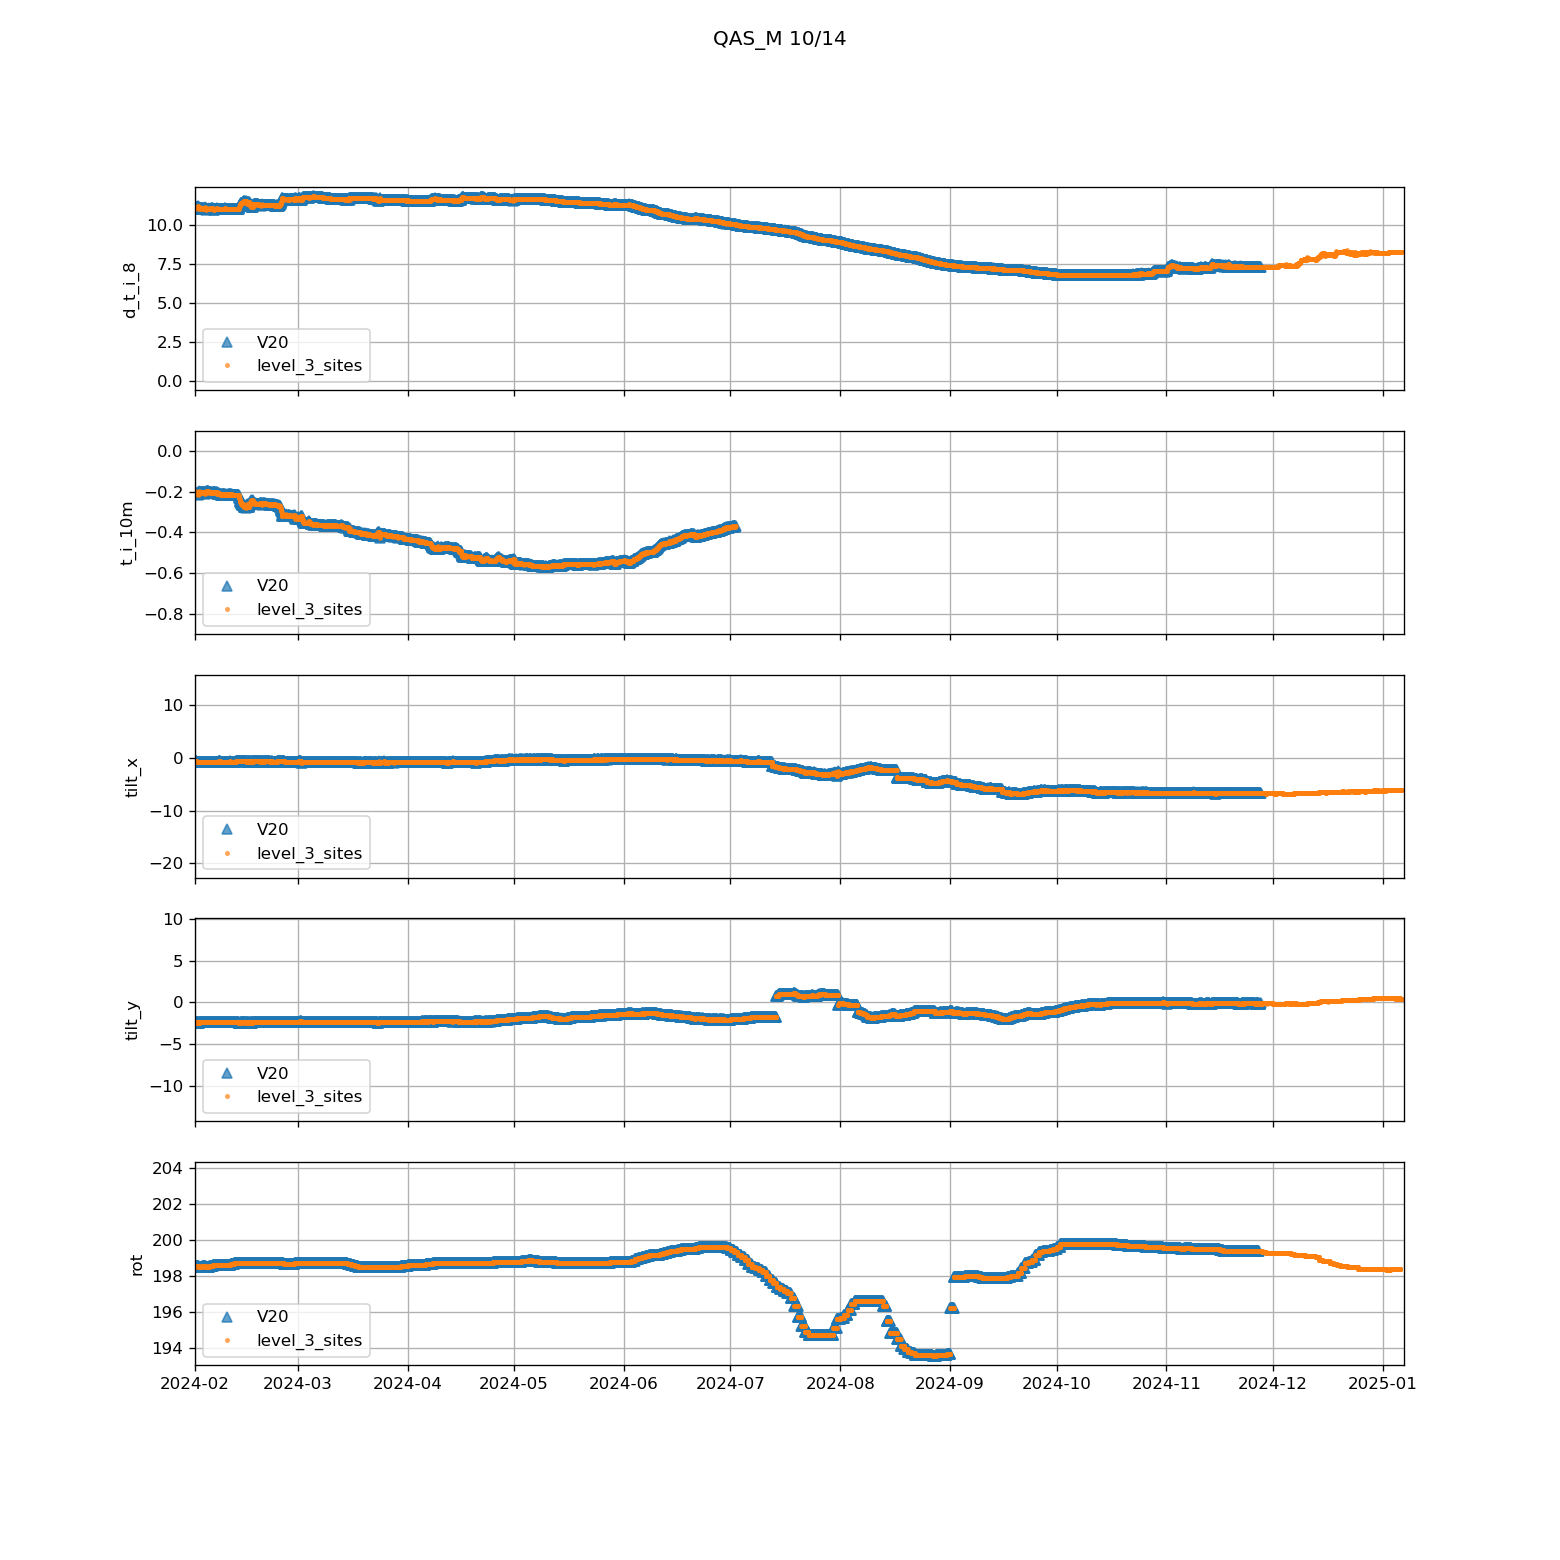 QAS_M 10/14
d_t_i_8
10.0
7.5
5.0
2.5
0.0
V20
level_3_sites
t_i_10m
0.0
−0.2
−0.4
−0.6
−0.8
V20
level_3_sites
tilt_x
10
0
−10
−20
V20
level_3_sites
tilt_y
10
5
0
−5
−10
V20
level_3_sites
rot
204
202
200
198
196
194
V20
level_3_sites
2024-02 2024-03 2024-04 2024-05 2024-06 2024-07 2024-08 2024-09 2024-10 2024-11 2024-12 2025-01